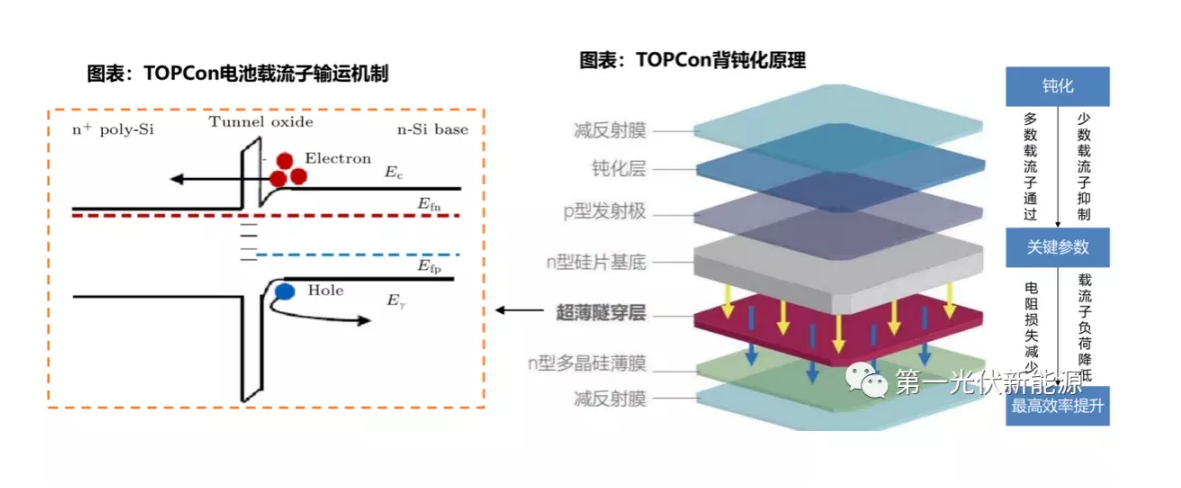 图表：TOPCon电池载流子输运机制
n⁺ poly-Si
Tunnel oxide
n-Si base
Electron
Ec
Efn
Efp
Hole
Eγ
图表：TOPCon背钝化原理
减反射膜
钝化层
p型发射极
n型硅片基底
超薄隧穿层
n型多晶硅薄膜
减反射膜
钝化
多数载流子通过
少数载流子抑制
关键参数
电阻损失减少
载流子负荷降低
最高效率提升
第一光伏新能源